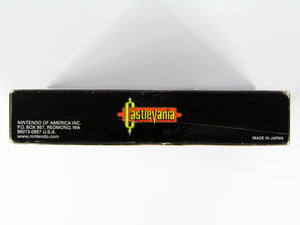 Castlevania
NINTENDO OF AMERICA INC.
P.O. BOX 957, REDMOND, WA
98073-0957 U.S.A.
www.nintendo.com
MADE IN JAPAN